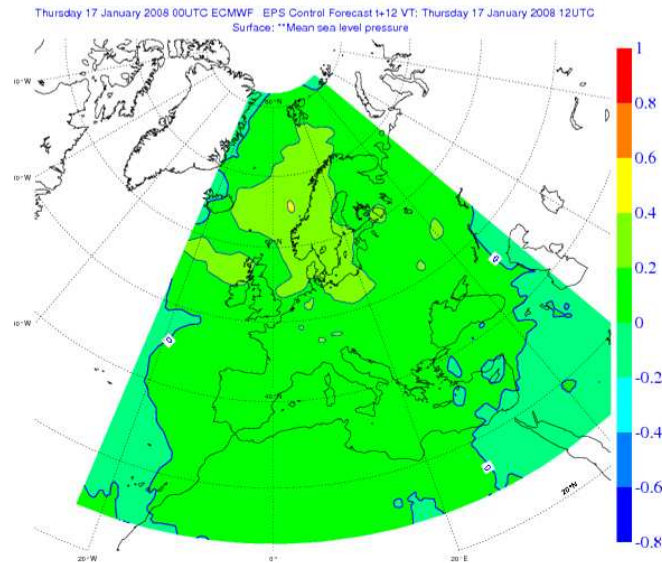 Thursday 17 January 2008 00UTC ECMWF EPS Control Forecast t+12 VT: Thursday 17 January 2008 12UTC
Surface: **Mean sea level pressure
1
0.8
0.6
0.4
0.2
0
-0.2
-0.4
-0.6
-0.8
0
0
0
20°N
20°W
0°
20°E